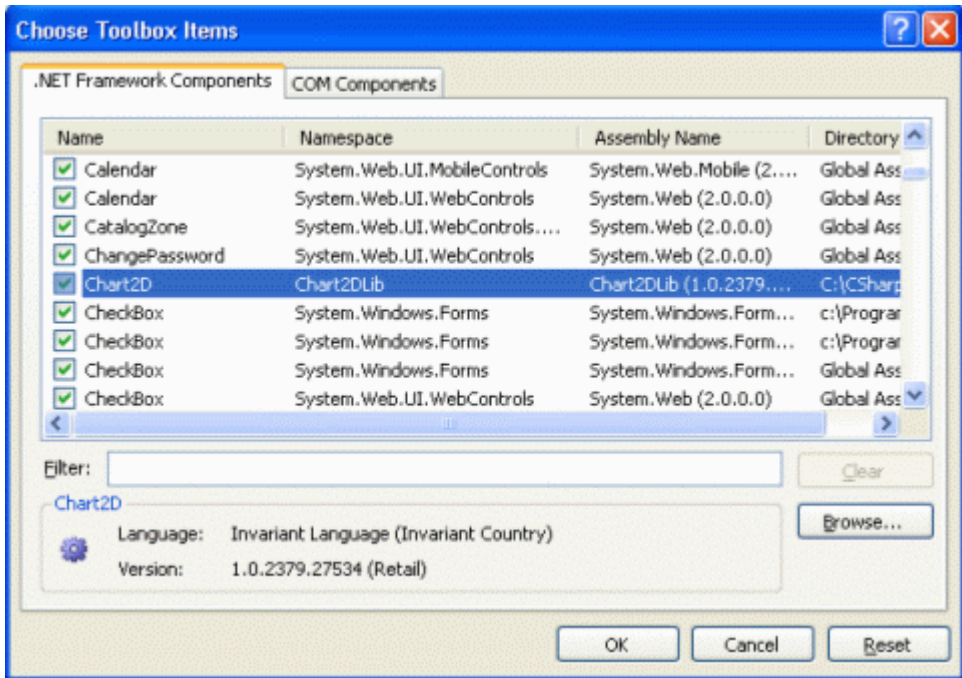 Choose Toolbox Items
.NET Framework Components COM Components
Name Namespace Assembly Name Directory
Calendar System.Web.UI.MobileControls System.Web.Mobile (2.... Global Ass
Calendar System.Web.UI.WebControls System.Web (2.0.0.0) Global Ass
CatalogZone System.Web.UI.WebControls.... System.Web (2.0.0.0) Global Ass
ChangePassword System.Web.UI.WebControls System.Web (2.0.0.0) Global Ass
Chart2D Chart2DLib Chart2DLib (1.0.2379.... C:\CSharp
CheckBox System.Windows.Forms System.Windows.Form... c:\Prograr
CheckBox System.Windows.Forms System.Windows.Form... c:\Prograr
CheckBox System.Windows.Forms System.Windows.Form... Global Ass
CheckBox System.Web.UI.WebControls System.Web (2.0.0.0) Global Ass
Filter: Clear
Chart2D
Browse...
Language: Invariant Language (Invariant Country)
Version: 1.0.2379.27534 (Retail)
OK Cancel Reset